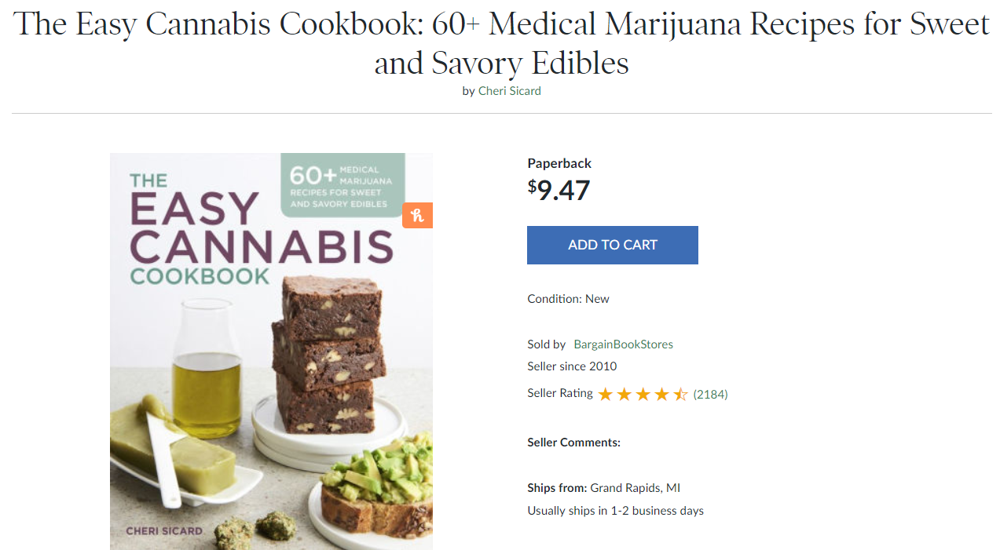 The Easy Cannabis Cookbook: 60+ Medical Marijuana Recipes for Sweet
and Savory Edibles
by Cheri Sicard
60+ MEDICAL
MARIJUANA
RECIPES FOR SWEET
AND SAVORY EDIBLES
THE
EASY
CANNABIS
COOKBOOK
CHERI SICARD
h
Paperback
$9.47
ADD TO CART
Condition: New
Sold by BargainBookStores
Seller since 2010
Seller Rating (2184)
Seller Comments:
Ships from: Grand Rapids, MI
Usually ships in 1-2 business days